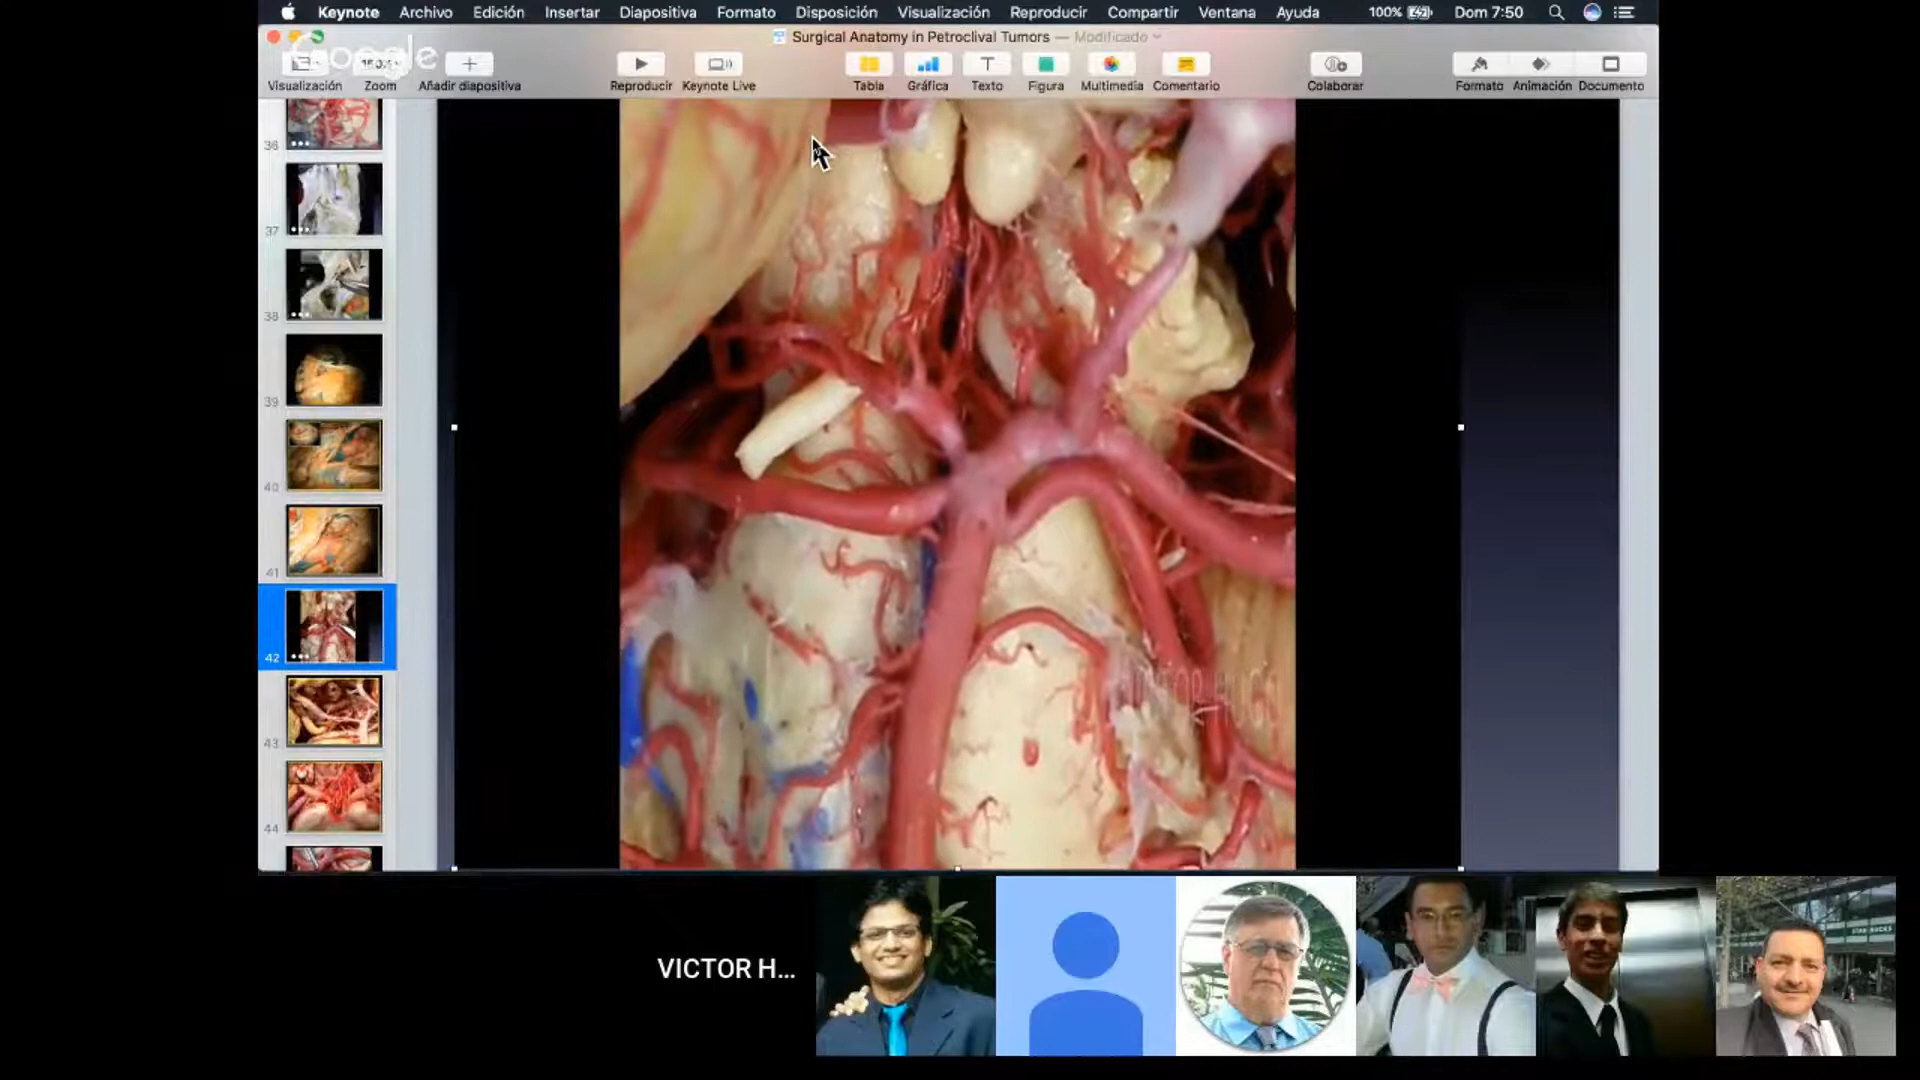 Keynote Archivo Edición Insertar Diapositiva Formato Disposición Visualización Reproducir Compartir Ventana Ayuda 100% Dom 7:50
Surgical Anatomy in Petroclival Tumors — Modificado
Google
Visualización Zoom Añadir diapositiva Reproducir Keynote Live Tabla Gráfica Texto Figura Multimedia Comentario Colaborar Formato Animación Documento
36
37
38
39
40
41
42
43
44
VICTOR H...
STARBUCKS